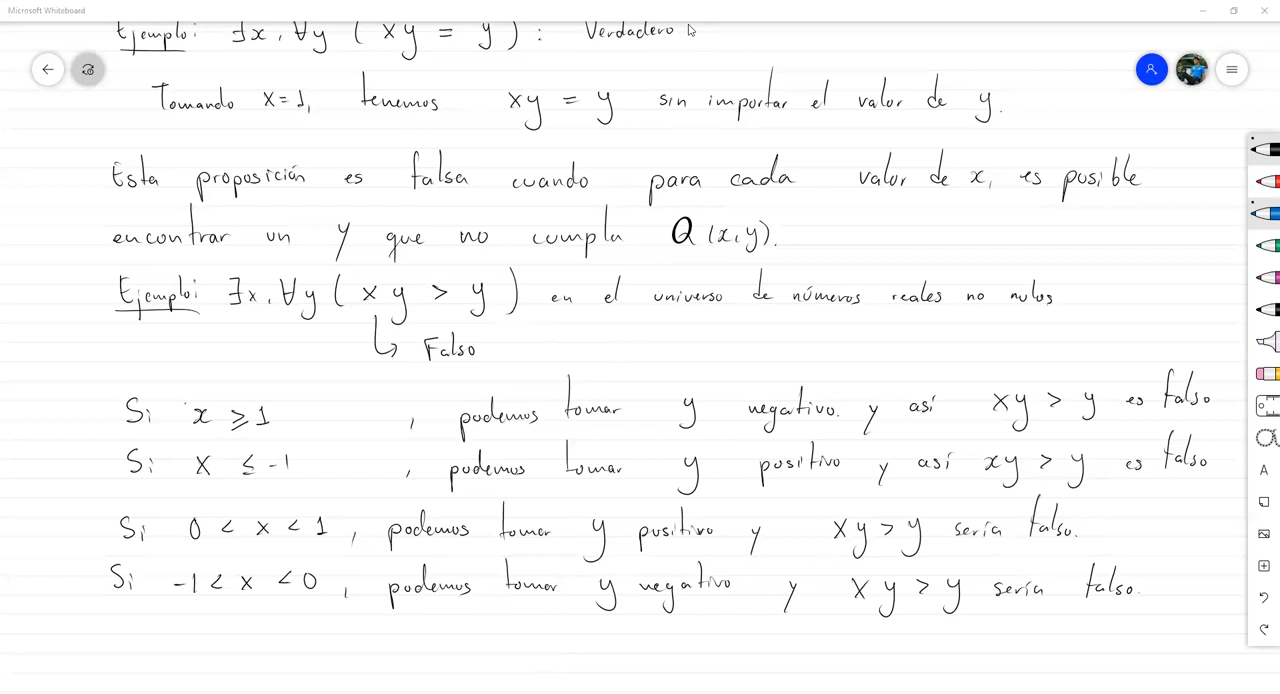 Microsoft Whiteboard
Ejemplo: ∃x, ∀y ( xy = y ) : Verdadero
Tomando x=1, tenemos xy = y sin importar el valor de y.
Esta proposición es falsa cuando para cada valor de x, es posible
encontrar un y que no cumpla Q(x,y).
Ejemplo: ∃x, ∀y ( xy > y ) en el universo de números reales no nulos
↳ Falso
Si x ≥ 1 , podemos tomar y negativo. y así xy > y es falso
Si x ≤ -1 , podemos tomar y positivo y así xy > y es falso
Si 0 < x < 1 , podemos tomar y positivo y xy > y sería falso.
Si -1 < x < 0 , podemos tomar y negativo y xy > y sería falso.